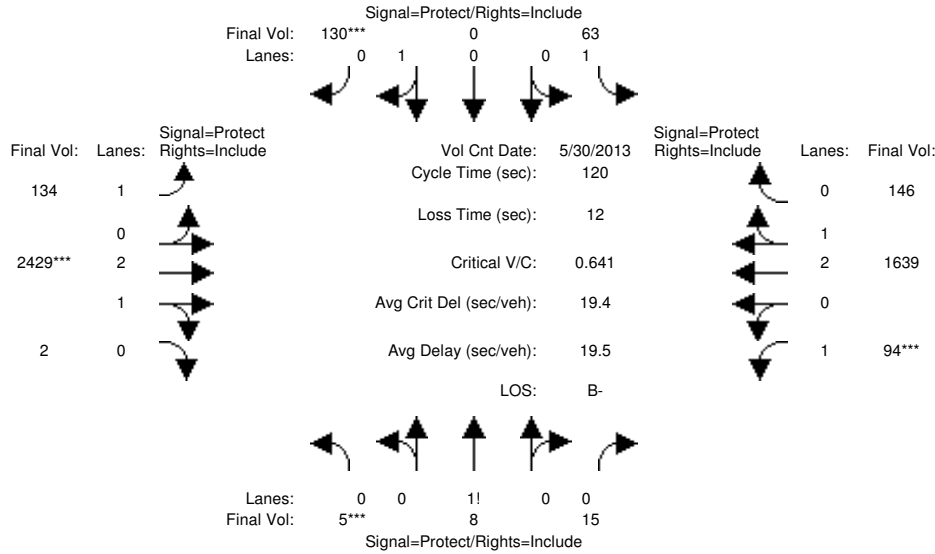 Signal=Protect/Rights=Include
Final Vol: 130*** 0 63
Lanes: 0 1 0 0 1
Signal=Protect
Final Vol: Lanes: Rights=Include
Vol Cnt Date: 5/30/2013
Signal=Protect
Rights=Include Lanes: Final Vol:
Cycle Time (sec): 120
134 1
0 146
Loss Time (sec): 12
0
1
2429*** 2
Critical V/C: 0.641
2 1639
1
Avg Crit Del (sec/veh): 19.4
0
2 0
Avg Delay (sec/veh): 19.5
1 94***
LOS: B-
Lanes: 0 0 1! 0 0
Final Vol: 5*** 8 15
Signal=Protect/Rights=Include